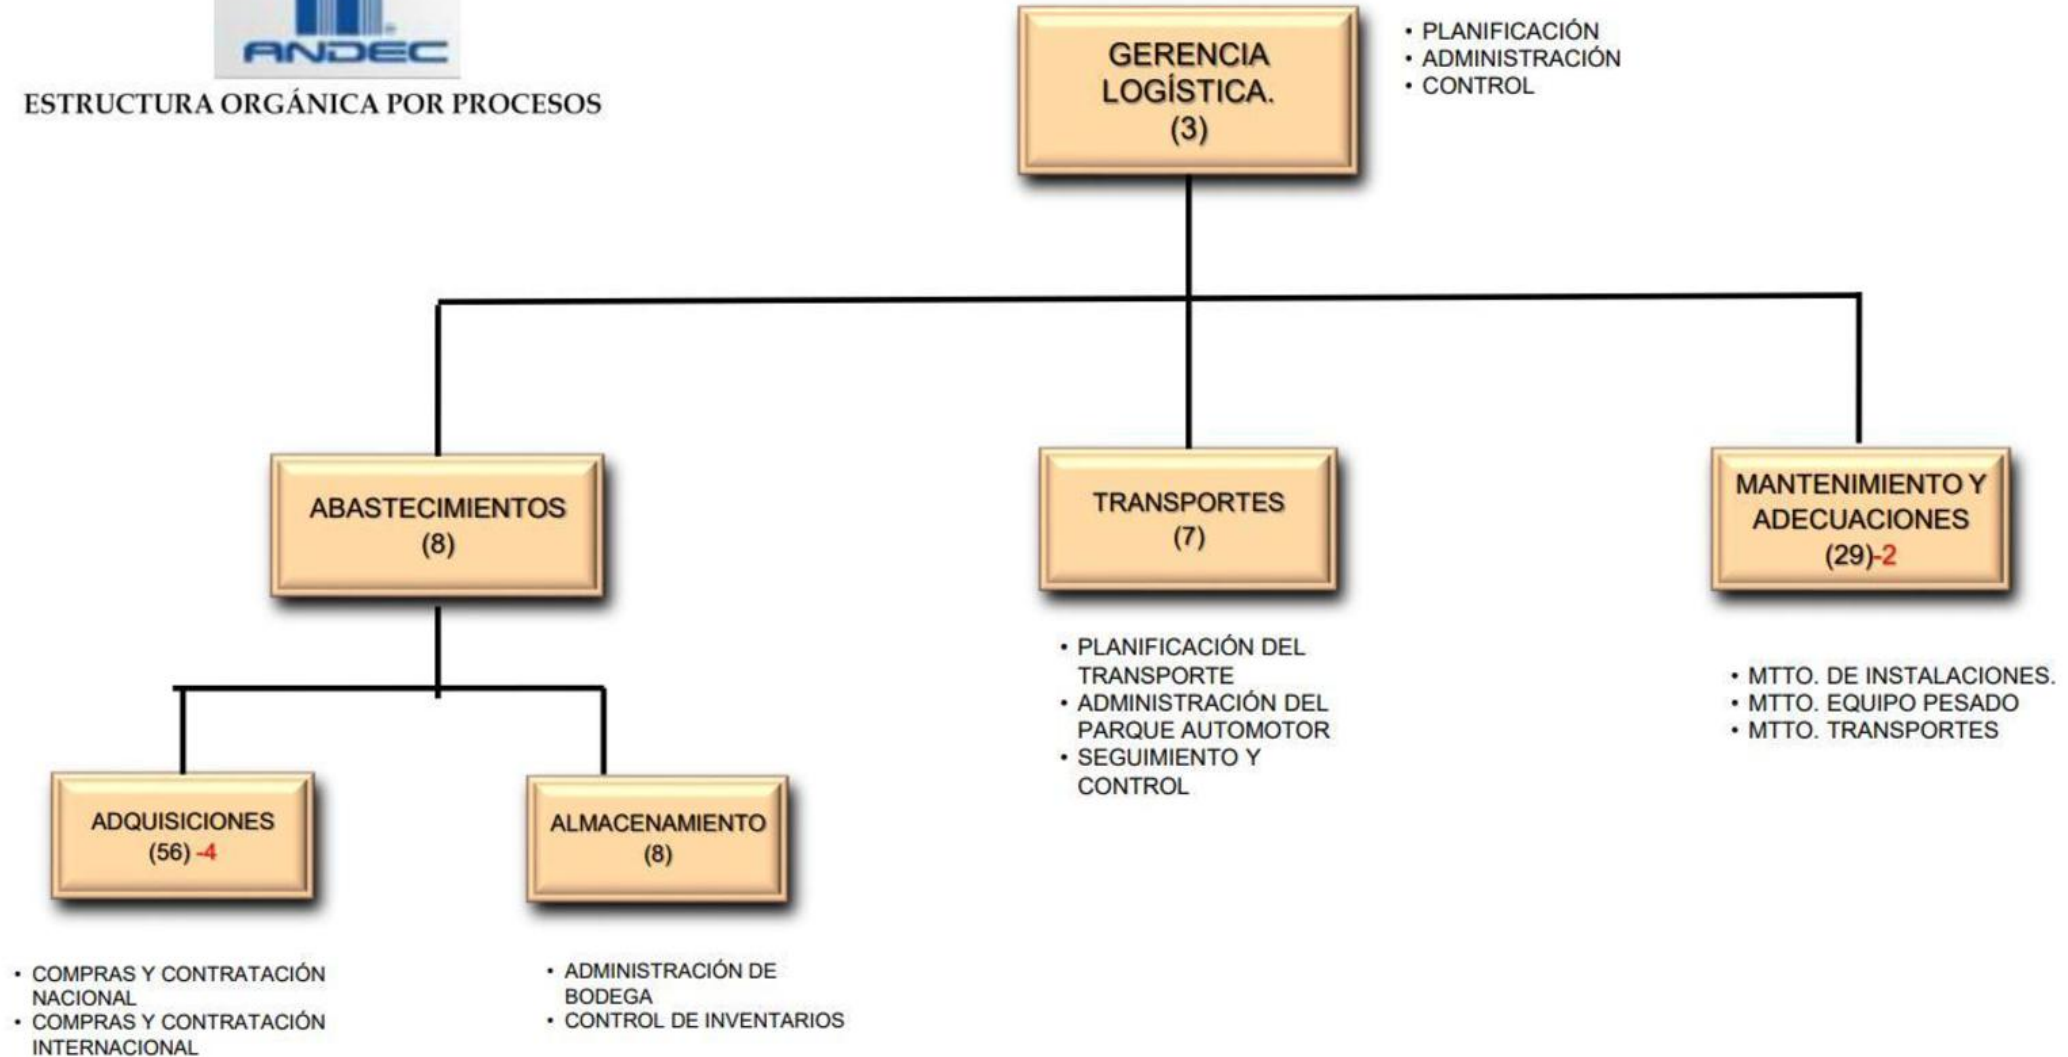 ANDEC
ESTRUCTURA ORGÁNICA POR PROCESOS
GERENCIA
LOGÍSTICA.
(3)
• PLANIFICACIÓN
• ADMINISTRACIÓN
• CONTROL
ABASTECIMIENTOS
(8)
TRANSPORTES
(7)
MANTENIMIENTO Y
ADECUACIONES
(29)-2
• PLANIFICACIÓN DEL
TRANSPORTE
• ADMINISTRACIÓN DEL
PARQUE AUTOMOTOR
• SEGUIMIENTO Y
CONTROL
• MTTO. DE INSTALACIONES.
• MTTO. EQUIPO PESADO
• MTTO. TRANSPORTES
ADQUISICIONES
(56) -4
ALMACENAMIENTO
(8)
• COMPRAS Y CONTRATACIÓN
NACIONAL
• COMPRAS Y CONTRATACIÓN
INTERNACIONAL
• ADMINISTRACIÓN DE
BODEGA
• CONTROL DE INVENTARIOS